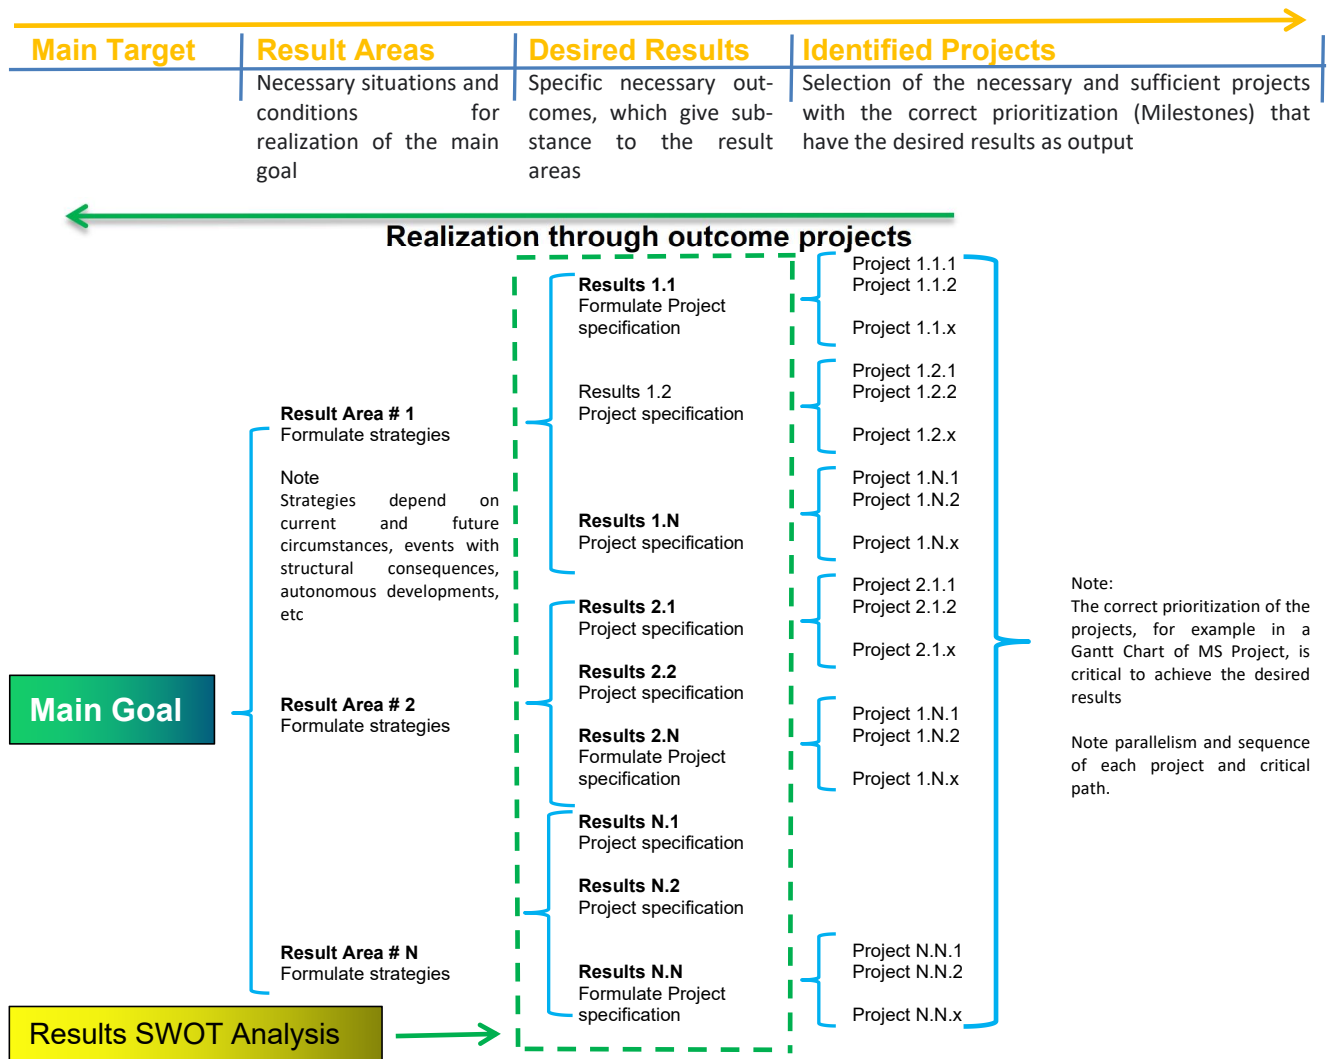 Main Target
Result Areas
Desired Results
Identified Projects
Necessary situations and
conditions for
realization of the main
goal
Specific necessary out-
comes, which give sub-
stance to the result
areas
Selection of the necessary and sufficient projects
with the correct prioritization (Milestones) that
have the desired results as output
Realization through outcome projects
Main Goal
Result Area # 1
Formulate strategies
Note
Strategies depend on
current and future
circumstances, events with
structural consequences,
autonomous developments,
etc
Result Area # 2
Formulate strategies
Result Area # N
Formulate strategies
Results SWOT Analysis
Results 1.1
Formulate Project
specification
Results 1.2
Project specification
Results 1.N
Project specification
Results 2.1
Project specification
Results 2.2
Project specification
Results 2.N
Formulate Project
specification
Results N.1
Project specification
Results N.2
Project specification
Results N.N
Formulate Project
specification
Project 1.1.1
Project 1.1.2
Project 1.1.x
Project 1.2.1
Project 1.2.2
Project 1.2.x
Project 1.N.1
Project 1.N.2
Project 1.N.x
Project 2.1.1
Project 2.1.2
Project 2.1.x
Project 1.N.1
Project 1.N.2
Project 1.N.x
Project N.N.1
Project N.N.2
Project N.N.x
Note:
The correct prioritization of the
projects, for example in a
Gantt Chart of MS Project, is
critical to achieve the desired
results
Note parallelism and sequence
of each project and critical
path.